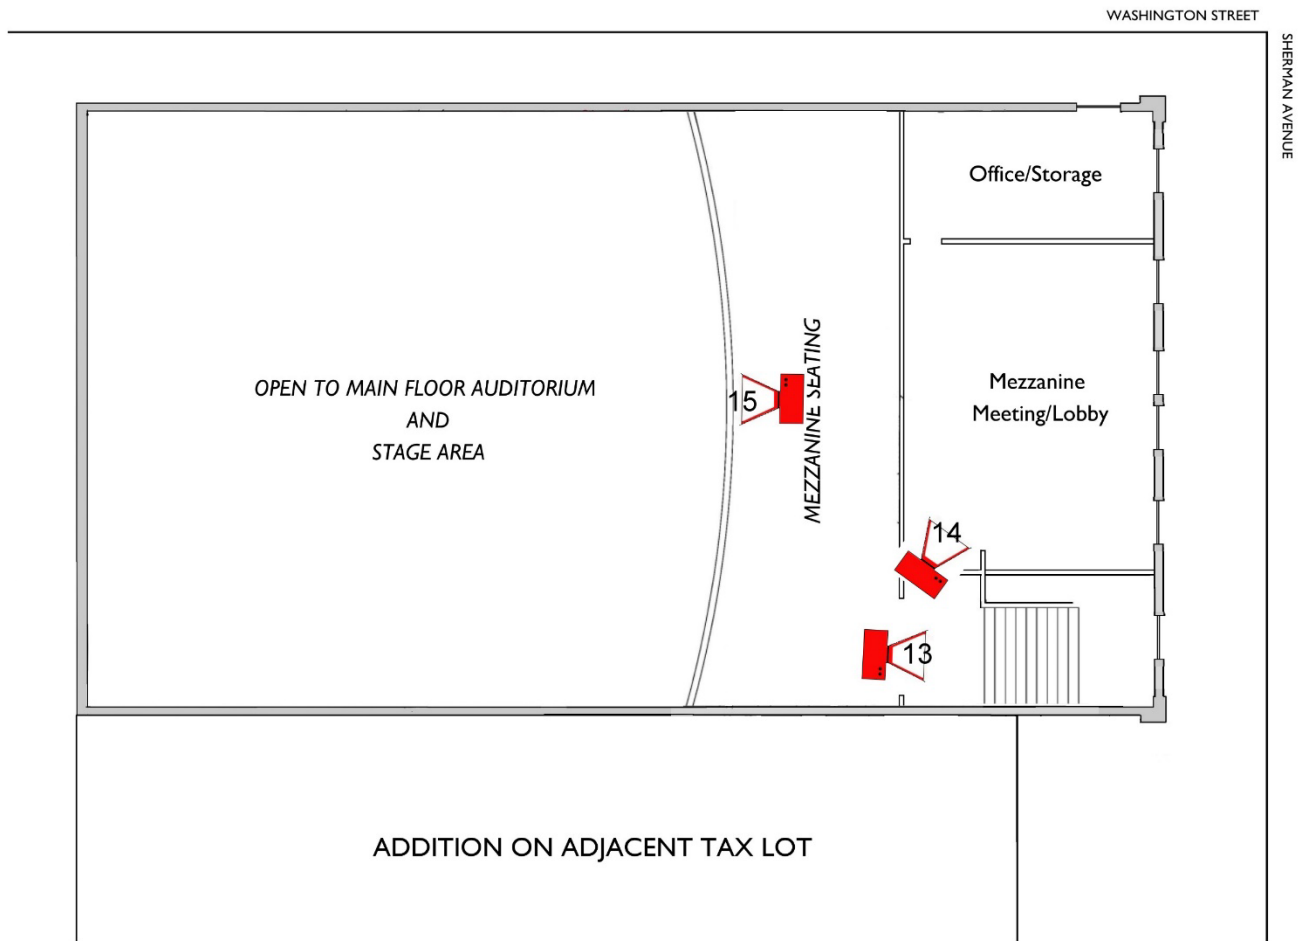 WASHINGTON STREET
SHERMAN AVENUE
Office/Storage
Mezzanine
Meeting/Lobby
OPEN TO MAIN FLOOR AUDITORIUM
AND
STAGE AREA
15
MEZZANINE SEATING
14
13
ADDITION ON ADJACENT TAX LOT